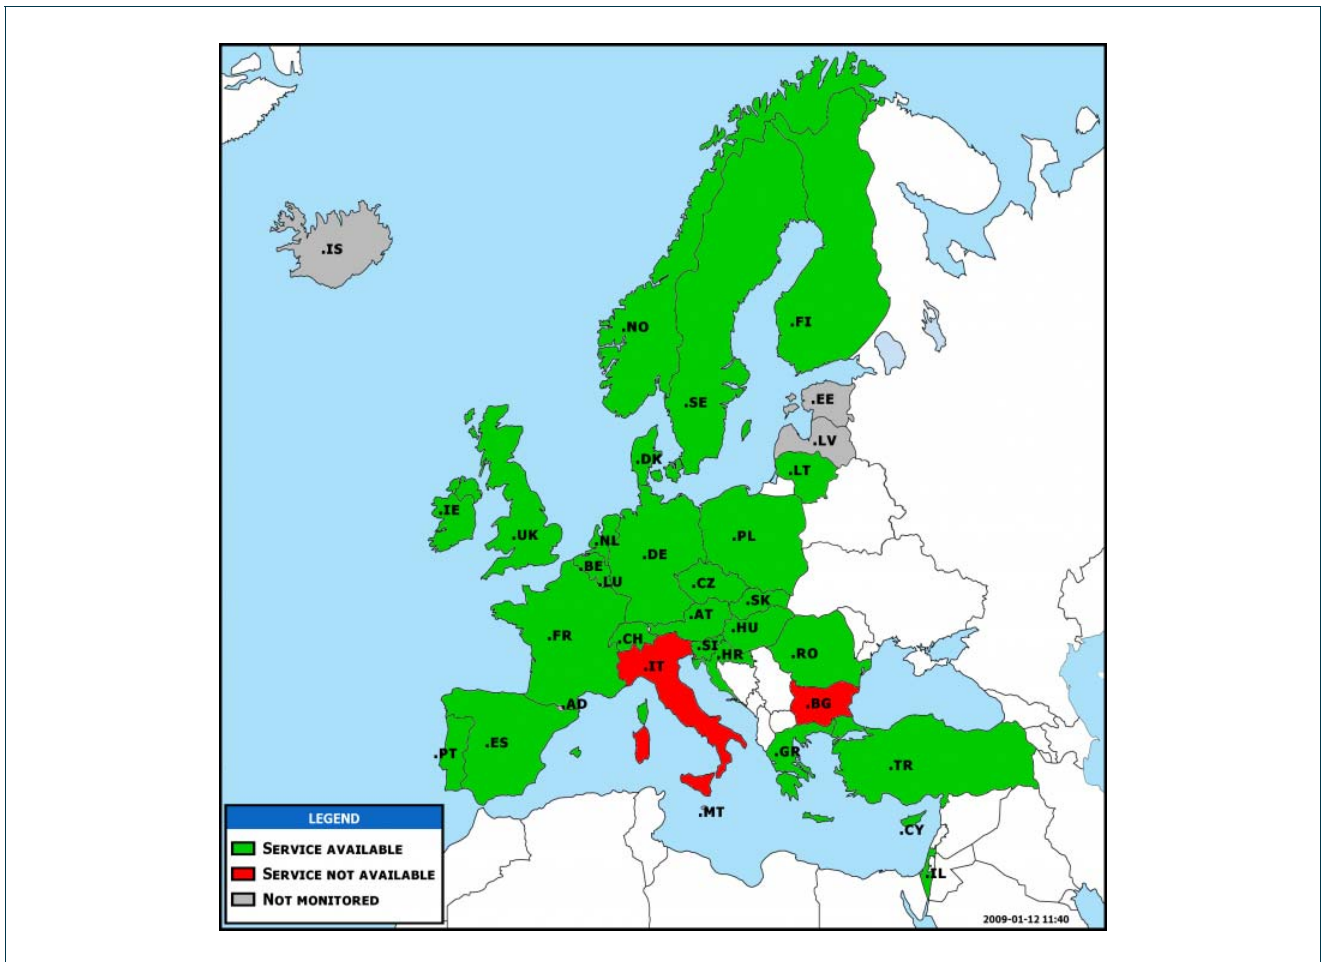 .IS
.NO
.FI
.SE
.EE
.LV
.LT
.DK
.IE
.UK
.NL
.DE
.PL
.BE
.LU
.CZ
.SK
.AT
.HU
.FR
.CH
.SI
.HR
.RO
.IT
.AD
.BG
.PT
.ES
.GR
.TR
.MT
.CY
.IL
LEGEND
SERVICE AVAILABLE
SERVICE NOT AVAILABLE
NOT MONITORED
2009-01-12 11:40